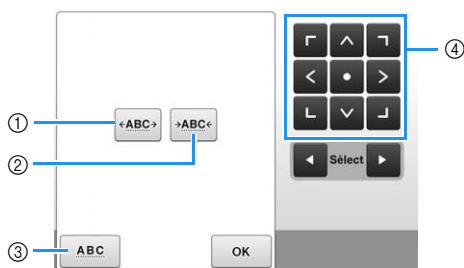 ① ←ABC→ →ABC← ④
②
Sélect
③ ABC OK